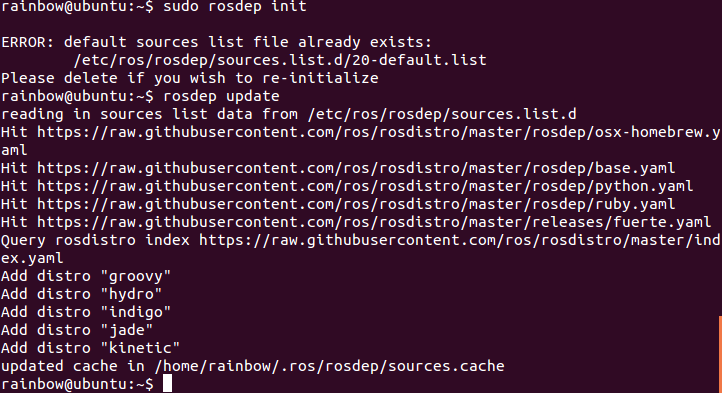 rainbow@ubuntu:~$ sudo rosdep init
ERROR: default sources list file already exists:
/etc/ros/rosdep/sources.list.d/20-default.list
Please delete if you wish to re-initialize
rainbow@ubuntu:~$ rosdep update
reading in sources list data from /etc/ros/rosdep/sources.list.d
Hit https://raw.githubusercontent.com/ros/rosdistro/master/rosdep/osx-homebrew.y
aml
Hit https://raw.githubusercontent.com/ros/rosdistro/master/rosdep/base.yaml
Hit https://raw.githubusercontent.com/ros/rosdistro/master/rosdep/python.yaml
Hit https://raw.githubusercontent.com/ros/rosdistro/master/rosdep/ruby.yaml
Hit https://raw.githubusercontent.com/ros/rosdistro/master/releases/fuerte.yaml
Query rosdistro index https://raw.githubusercontent.com/ros/rosdistro/master/ind
ex.yaml
Add distro "groovy"
Add distro "hydro"
Add distro "indigo"
Add distro "jade"
Add distro "kinetic"
updated cache in /home/rainbow/.ros/rosdep/sources.cache
rainbow@ubuntu:~$